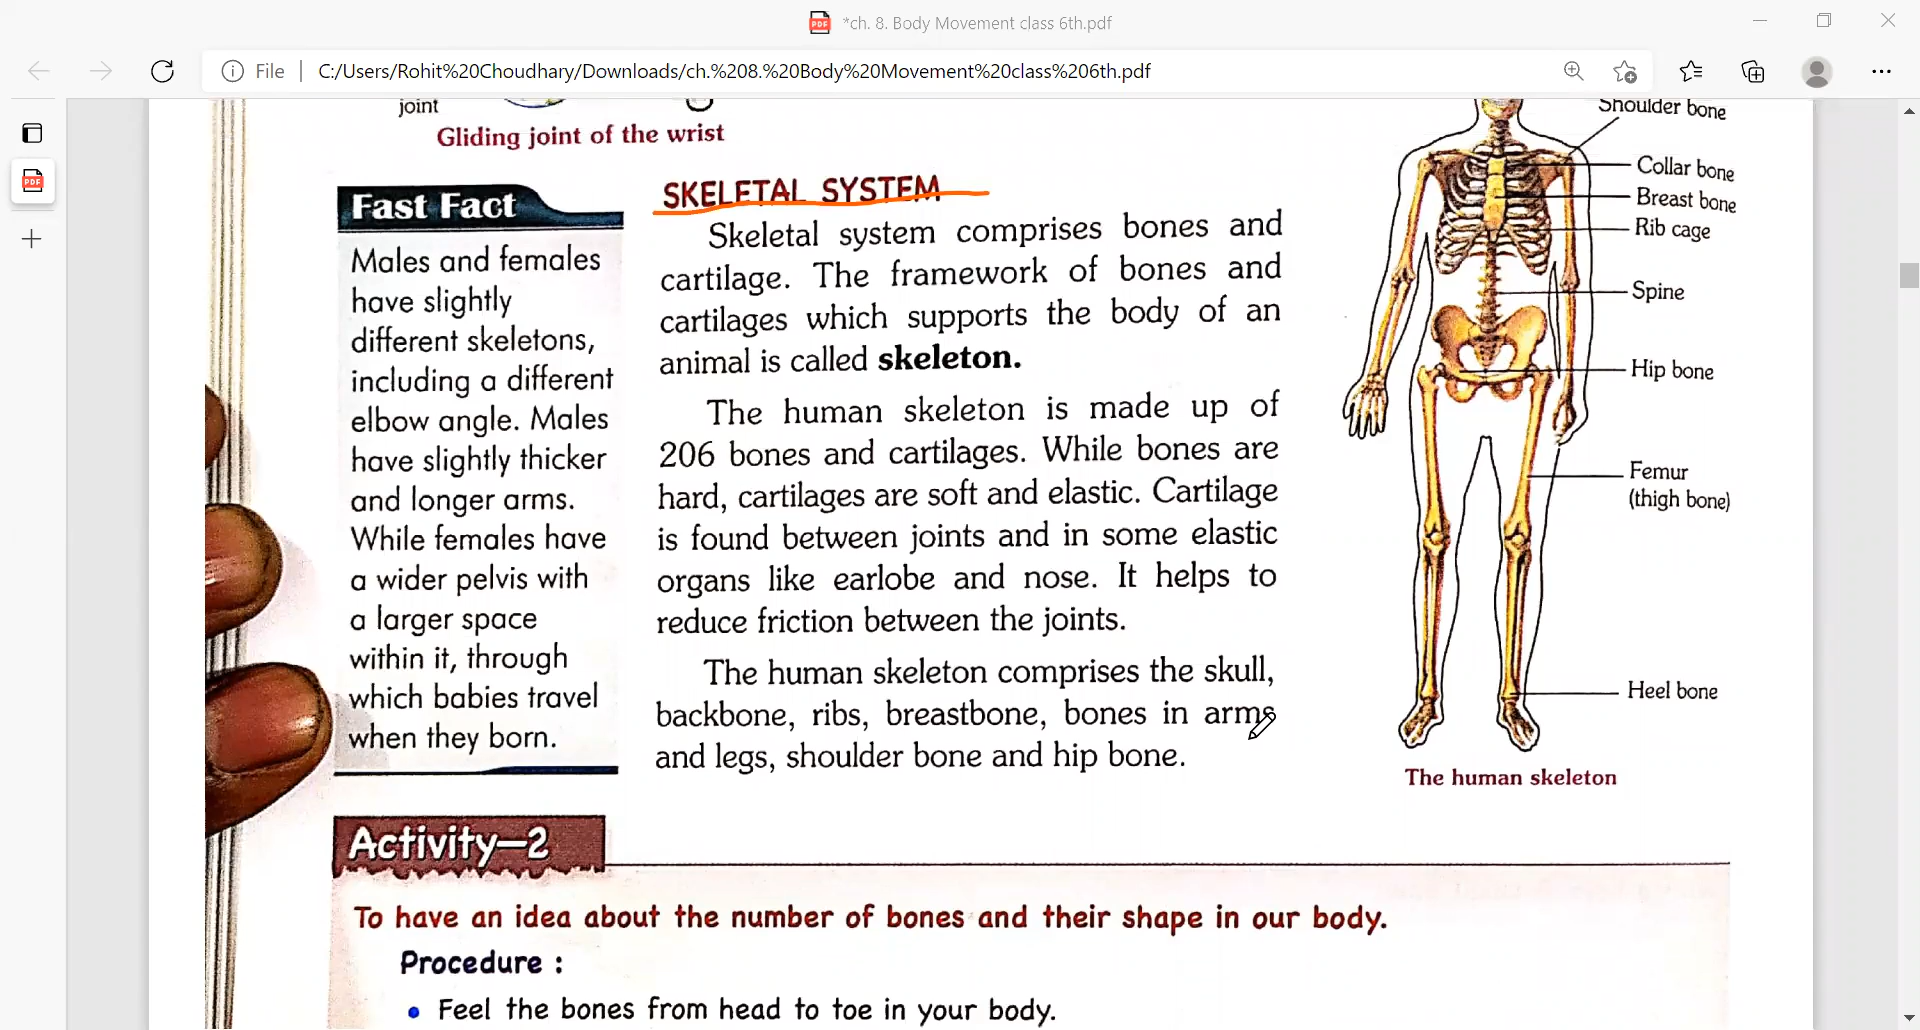 *ch. 8. Body Movement class 6th.pdf
File
C:/Users/Rohit%20Choudhary/Downloads/ch.%208.%20Body%20Movement%20class%206th.pdf
joint
Gliding joint of the wrist
Fast Fact
Males and females
have slightly
different skeletons,
including a different
elbow angle. Males
have slightly thicker
and longer arms.
While females have
a wider pelvis with
a larger space
within it, through
which babies travel
when they born.
SKELETAL SYSTEM
Skeletal system comprises bones and
cartilage. The framework of bones and
cartilages which supports the body of an
animal is called skeleton.
The human skeleton is made up of
206 bones and cartilages. While bones are
hard, cartilages are soft and elastic. Cartilage
is found between joints and in some elastic
organs like earlobe and nose. It helps to
reduce friction between the joints.
The human skeleton comprises the skull,
backbone, ribs, breastbone, bones in arms
and legs, shoulder bone and hip bone.
Shoulder bone
Collar bone
Breast bone
Rib cage
Spine
Hip bone
Femur
(thigh bone)
Heel bone
The human skeleton
Activity–2
To have an idea about the number of bones and their shape in our body.
Procedure :
• Feel the bones from head to toe in your body.